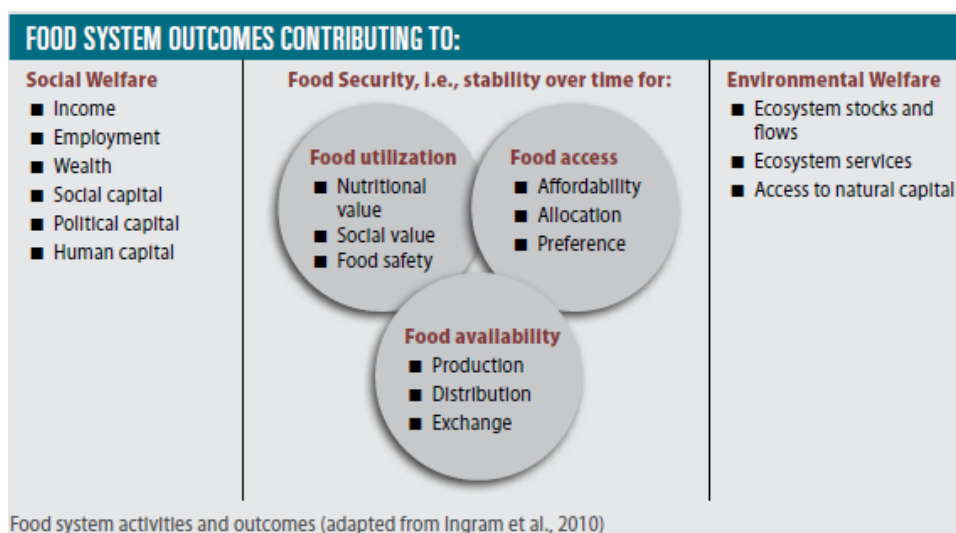 FOOD SYSTEM OUTCOMES CONTRIBUTING TO:
Social Welfare
■ Income
■ Employment
■ Wealth
■ Social capital
■ Political capital
■ Human capital
Food Security, i.e., stability over time for:
Food utilization
■ Nutritional
value
■ Social value
■ Food safety
Food access
■ Affordability
■ Allocation
■ Preference
Food availability
■ Production
■ Distribution
■ Exchange
Environmental Welfare
■ Ecosystem stocks and
flows
■ Ecosystem services
■ Access to natural capital
Food system activities and outcomes (adapted from Ingram et al., 2010)